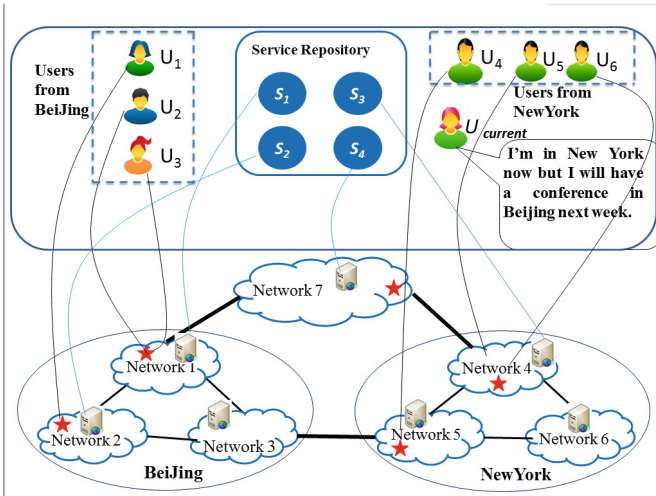 Users
from
BeiJing
U1
U2
U3
Service Repository
S1
S3
S2
S4
U4
U5
U6
Users from
NewYork
U current
I'm in New York
now but I will have
a conference in
Beijing next week.
Network 7
Network 1
Network 2
Network 3
BeiJing
Network 4
Network 5
Network 6
NewYork